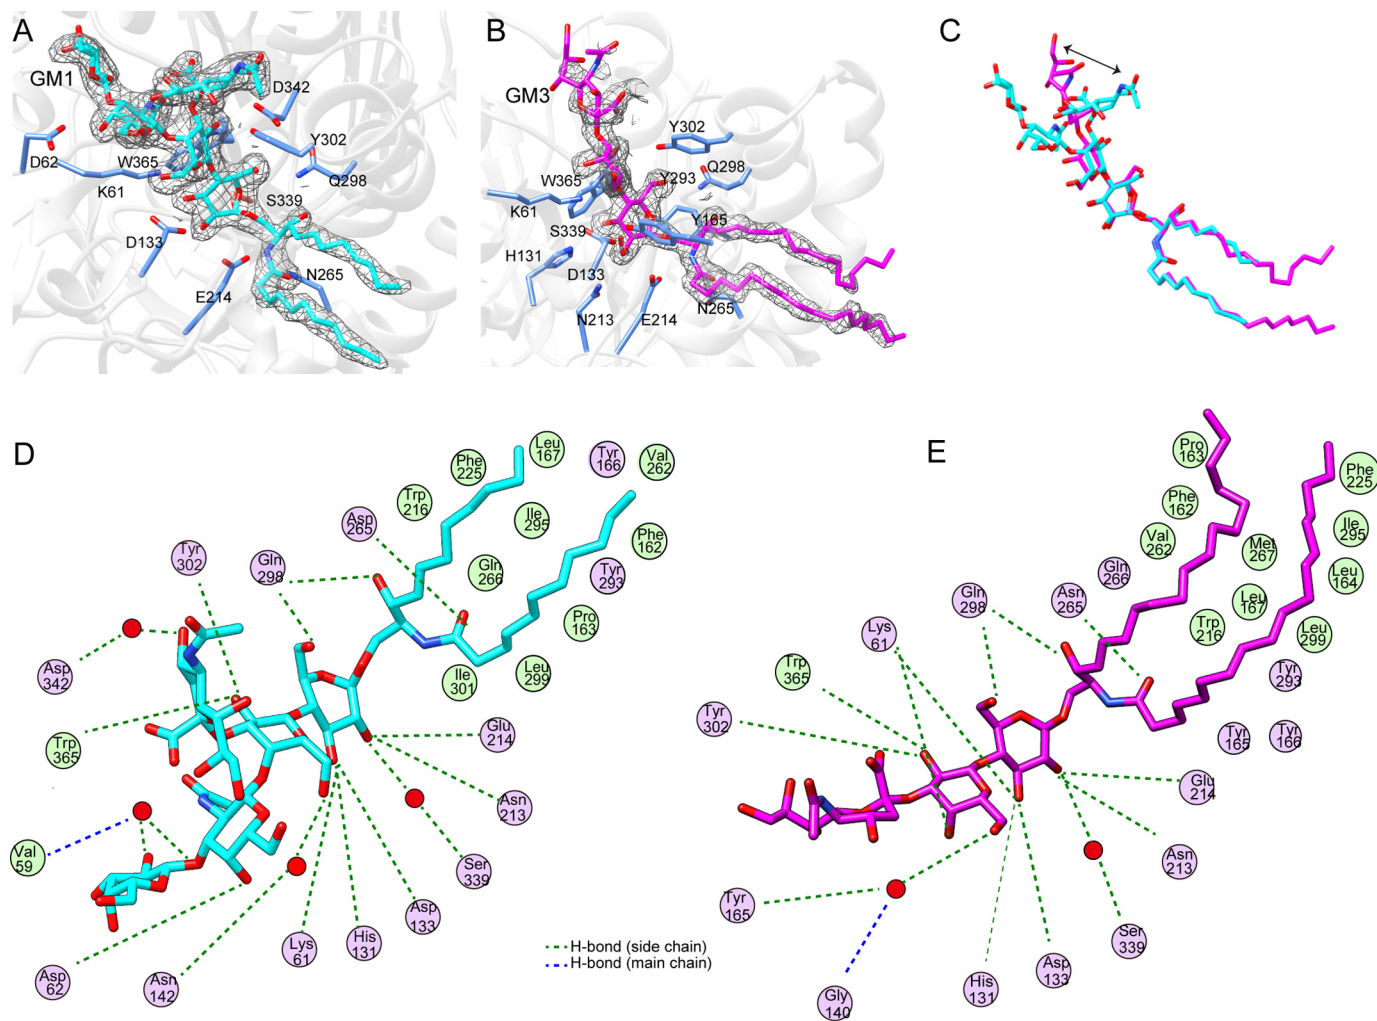 A
GM1
D342
D62
W365
K61
Y302
Q298
S339
D133
E214
N265
B
GM3
Y302
Q298
Y293
W365
K61
Y165
S339
H131
D133
N213
E214
N265
C
D
Leu
167
Tyr
166
Val
262
Phe
225
Trp
216
Ile
295
Phe
162
Asn
265
Tyr
302
Gln
298
Gln
266
Tyr
293
Pro
163
Leu
299
Ile
301
Asp
342
Trp
365
Glu
214
Asn
213
Val
59
Ser
339
Asp
133
His
131
Lys
61
Asn
142
Asp
62
H-bond (side chain)
H-bond (main chain)
E
Pro
163
Phe
225
Phe
162
Ile
295
Val
262
Met
267
Leu
164
Gln
266
Asn
265
Gln
298
Leu
167
Trp
216
Leu
299
Lys
61
Trp
365
Tyr
293
Tyr
302
Tyr
165
Tyr
166
Glu
214
Asn
213
Tyr
165
Ser
339
Asp
133
His
131
Gly
140